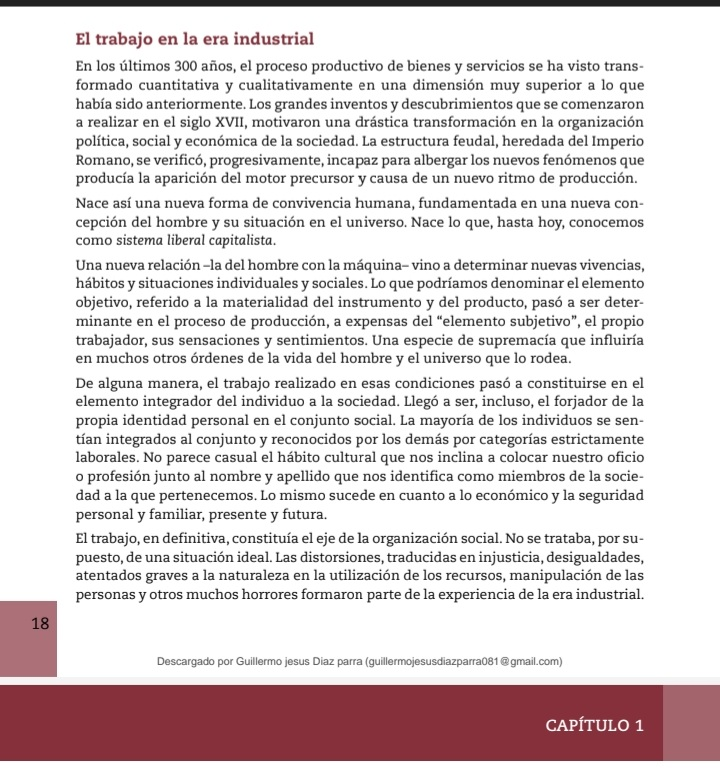 El trabajo en la era industrial
En los últimos 300 años, el proceso productivo de bienes y servicios se ha visto trans-
formado cuantitativa y cualitativamente en una dimensión muy superior a lo que
había sido anteriormente. Los grandes inventos y descubrimientos que se comenzaron
a realizar en el siglo XVII, motivaron una drástica transformación en la organización
política, social y económica de la sociedad. La estructura feudal, heredada del Imperio
Romano, se verificó, progresivamente, incapaz para albergar los nuevos fenómenos que
producía la aparición del motor precursor y causa de un nuevo ritmo de producción.
Nace así una nueva forma de convivencia humana, fundamentada en una nueva con-
cepción del hombre y su situación en el universo. Nace lo que, hasta hoy, conocemos
como sistema liberal capitalista.
Una nueva relación –la del hombre con la máquina– vino a determinar nuevas vivencias,
hábitos y situaciones individuales y sociales. Lo que podríamos denominar el elemento
objetivo, referido a la materialidad del instrumento y del producto, pasó a ser deter-
minante en el proceso de producción, a expensas del “elemento subjetivo”, el propio
trabajador, sus sensaciones y sentimientos. Una especie de supremacía que influiría
en muchos otros órdenes de la vida del hombre y el universo que lo rodea.
De alguna manera, el trabajo realizado en esas condiciones pasó a constituirse en el
elemento integrador del individuo a la sociedad. Llegó a ser, incluso, el forjador de la
propia identidad personal en el conjunto social. La mayoría de los individuos se sen-
tían integrados al conjunto y reconocidos por los demás por categorías estrictamente
laborales. No parece casual el hábito cultural que nos inclina a colocar nuestro oficio
o profesión junto al nombre y apellido que nos identifica como miembros de la socie-
dad a la que pertenecemos. Lo mismo sucede en cuanto a lo económico y la seguridad
personal y familiar, presente y futura.
El trabajo, en definitiva, constituía el eje de la organización social. No se trataba, por su-
puesto, de una situación ideal. Las distorsiones, traducidas en injusticia, desigualdades,
atentados graves a la naturaleza en la utilización de los recursos, manipulación de las
personas y otros muchos horrores formaron parte de la experiencia de la era industrial.
18
Descargado por Guillermo jesus Diaz parra (guillermojesusdiazparra081@gmail.com)
CAPÍTULO 1